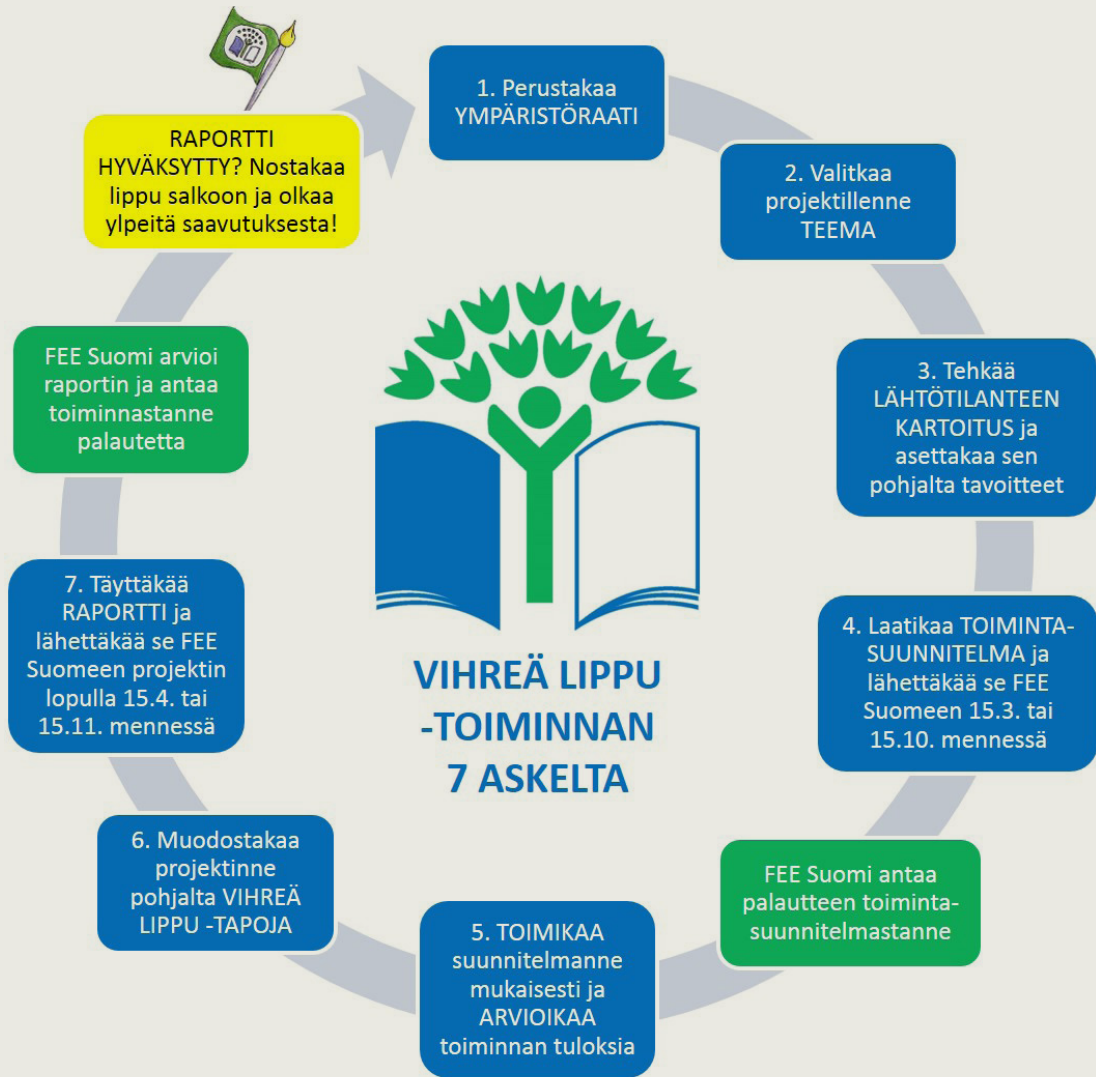 1. Perustakaa
YMPÄRISTÖRAATI
2. Valitkaa
projektillenne
TEEMA
3. Tehkää
LÄHTÖTILANTEEN
KARTOITUS ja
asettakaa sen
pohjalta tavoitteet
4. Laatikaa TOIMINTA-
SUUNNITELMA ja
lähettäkää se FEE
Suomeen 15.3. tai
15.10. mennessä
FEE Suomi antaa
palautteen toiminta-
suunnitelmastanne
5. TOIMIKAA
suunnitelmanne
mukaisesti ja
ARVIOIKAA
toiminnan tuloksia
6. Muodostakaa
projektinne
pohjalta VIHREÄ
LIPPU -TAPOJA
7. Täyttäkää
RAPORTTI ja
lähettäkää se FEE
Suomeen projektin
lopulla 15.4. tai
15.11. mennessä
FEE Suomi arvioi
raportin ja antaa
toiminnastanne
palautetta
RAPORTTI
HYVÄKSYTTY? Nostakaa
lippu salkoon ja olkaa
ylpeitä saavutuksesta!
VIHREÄ LIPPU
-TOIMINNAN
7 ASKELTA